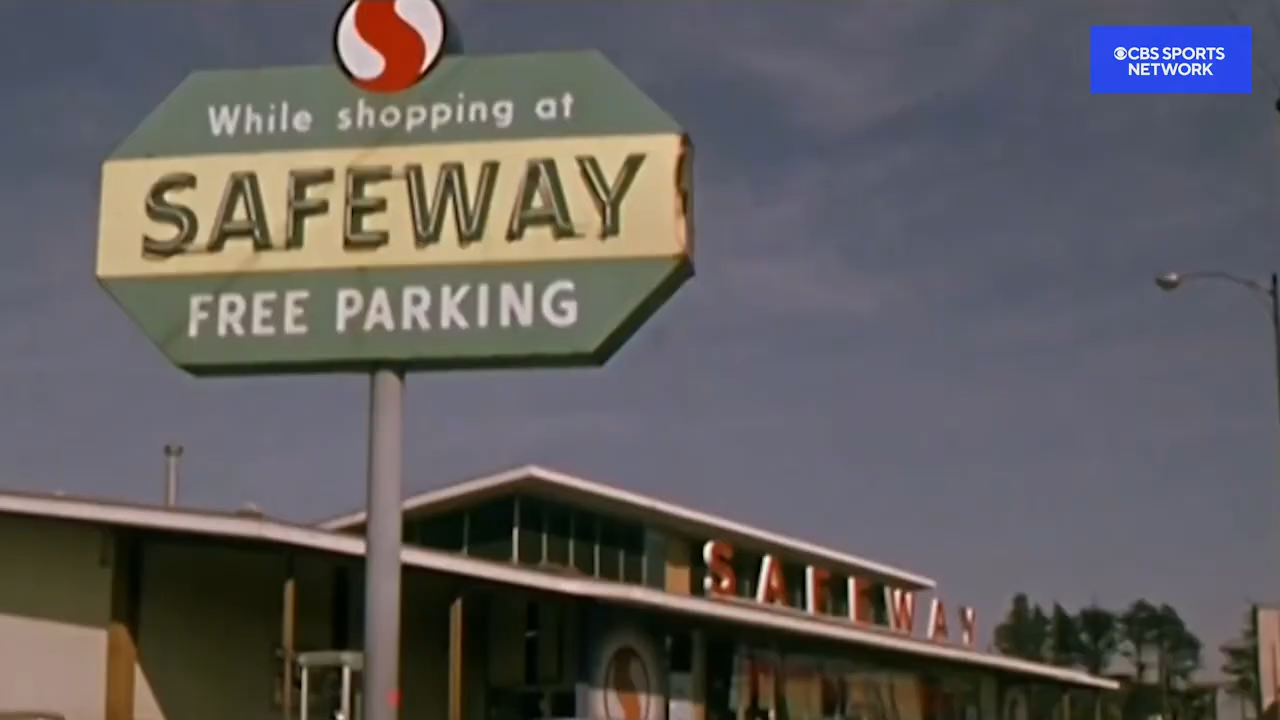 While shopping at
SAFEWAY
FREE PARKING
CBS SPORTS
NETWORK
SAFEWAY